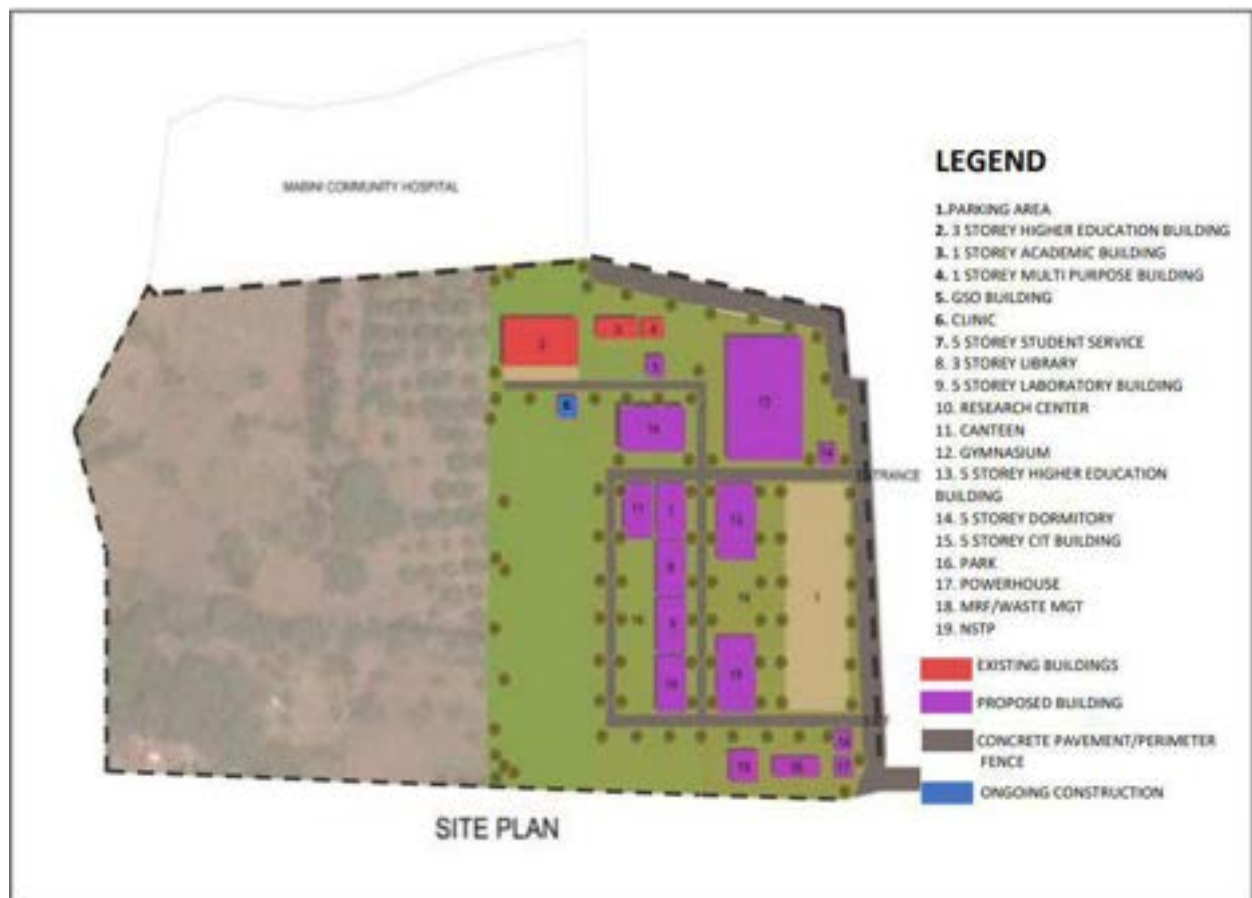 MABINI COMMUNITY HOSPITAL
LEGEND
1.PARKING AREA
2. 3 STOREY HIGHER EDUCATION BUILDING
3. 1 STOREY ACADEMIC BUILDING
4. 1 STOREY MULTI PURPOSE BUILDING
5. GSO BUILDING
6. CLINIC
7. 5 STOREY STUDENT SERVICE
8. 3 STOREY LIBRARY
9. 5 STOREY LABORATORY BUILDING
10. RESEARCH CENTER
11. CANTEEN
12. GYMNASIUM
13. 5 STOREY HIGHER EDUCATION
BUILDING
14. 5 STOREY DORMITORY
15. 5 STOREY CIT BUILDING
16. PARK
17. POWERHOUSE
18. MRF/WASTE MGT
19. NSTP
EXISTING BUILDINGS
PROPOSED BUILDING
CONCRETE PAVEMENT/PERIMETER
FENCE
ONGOING CONSTRUCTION
2
11
1
SITE PLAN